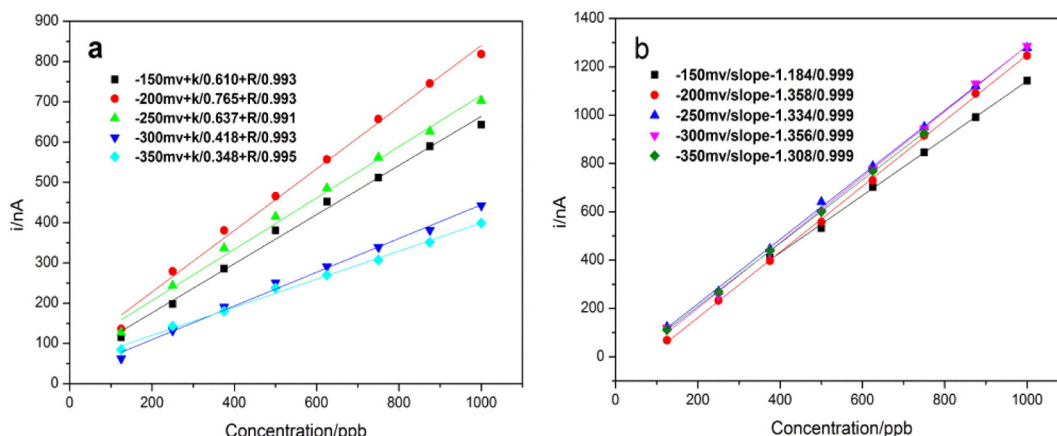 a
-150mv+k/0.610+R/0.993
-200mv+k/0.765+R/0.993
-250mv+k/0.637+R/0.991
-300mv+k/0.418+R/0.993
-350mv+k/0.348+R/0.995
900
800
700
600
500
400
300
200
100
0
i/nA
0 200 400 600 800 1000
Concentration/ppb
b
-150mv/slope-1.184/0.999
-200mv/slope-1.358/0.999
-250mv/slope-1.334/0.999
-300mv/slope-1.356/0.999
-350mv/slope-1.308/0.999
1400
1200
1000
800
600
400
200
0
i/nA
0 200 400 600 800 1000
Concentration/ppb